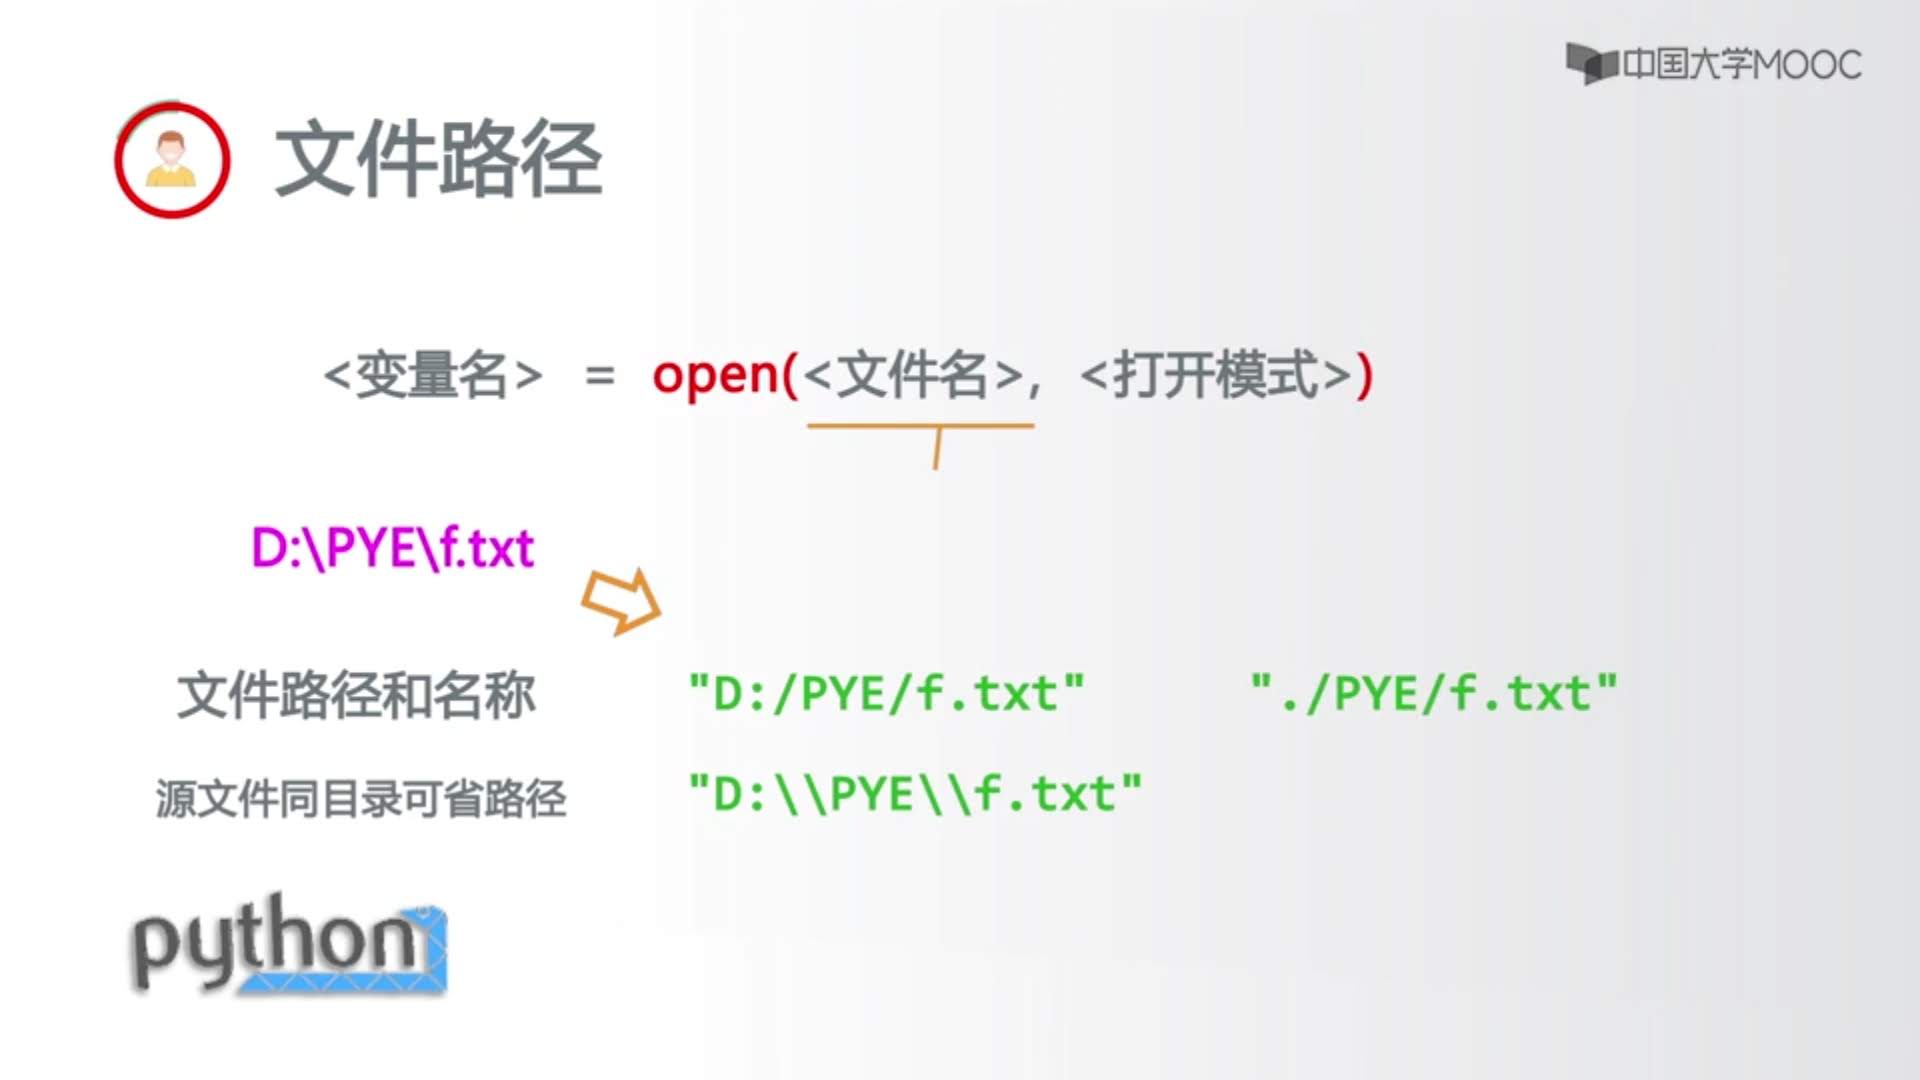 中国大学MOOC
文件路径
<变量名> = open(<文件名>, <打开模式>)
D:\PYE\f.txt
文件路径和名称 "D:/PYE/f.txt" "./PYE/f.txt"
源文件同目录可省路径 "D:\\PYE\\f.txt"
python